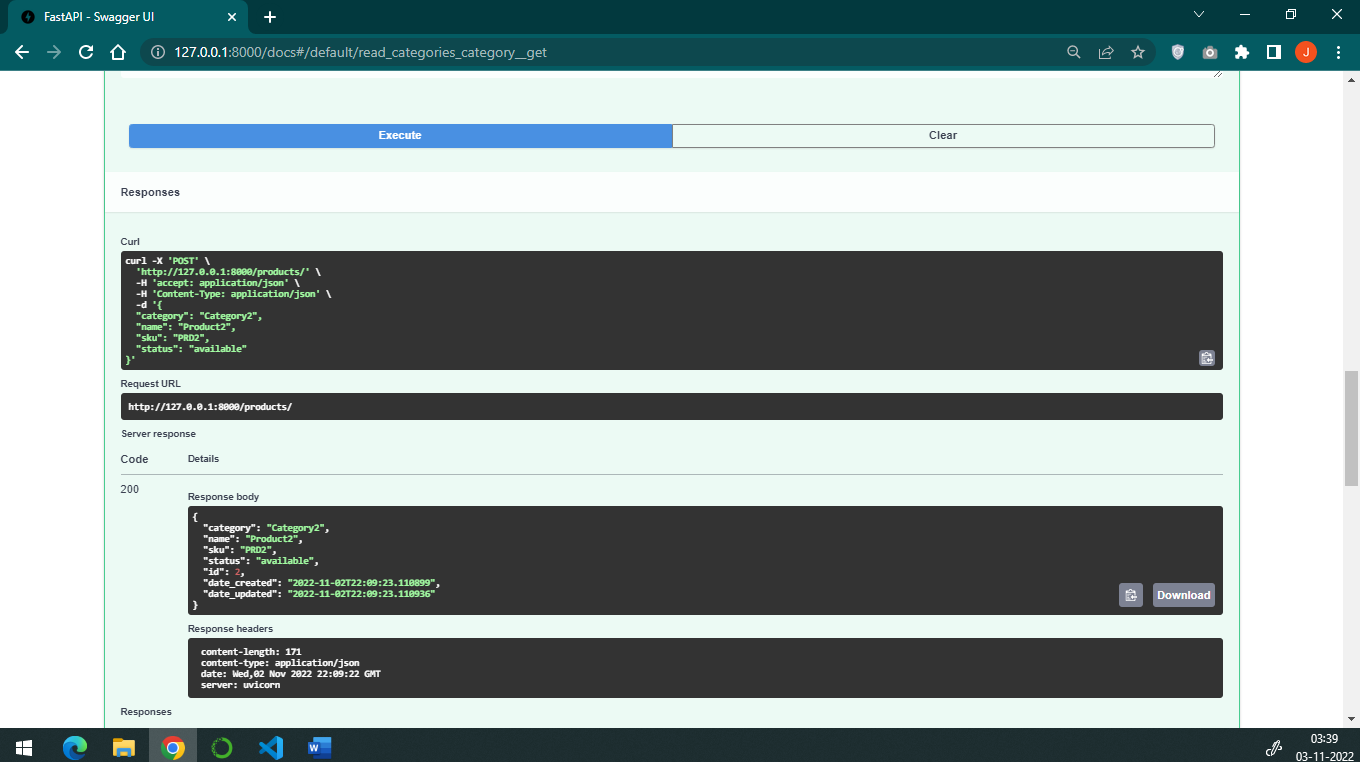 FastAPI - Swagger UI
127.0.0.1:8000/docs#/default/read_categories_category__get
J
Execute
Clear
Responses
Curl
curl -X 'POST' \
'http://127.0.0.1:8000/products/' \
-H 'accept: application/json' \
-H 'Content-Type: application/json' \
-d '{
"category": "Category2",
"name": "Product2",
"sku": "PRD2",
"status": "available"
}'
Request URL
http://127.0.0.1:8000/products/
Server response
Code Details
200
Response body
{
"category": "Category2",
"name": "Product2",
"sku": "PRD2",
"status": "available",
"id": 2,
"date_created": "2022-11-02T22:09:23.110899",
"date_updated": "2022-11-02T22:09:23.110936"
}
Download
Response headers
content-length: 171
content-type: application/json
date: Wed,02 Nov 2022 22:09:22 GMT
server: uvicorn
Responses
W
03:39
03-11-2022